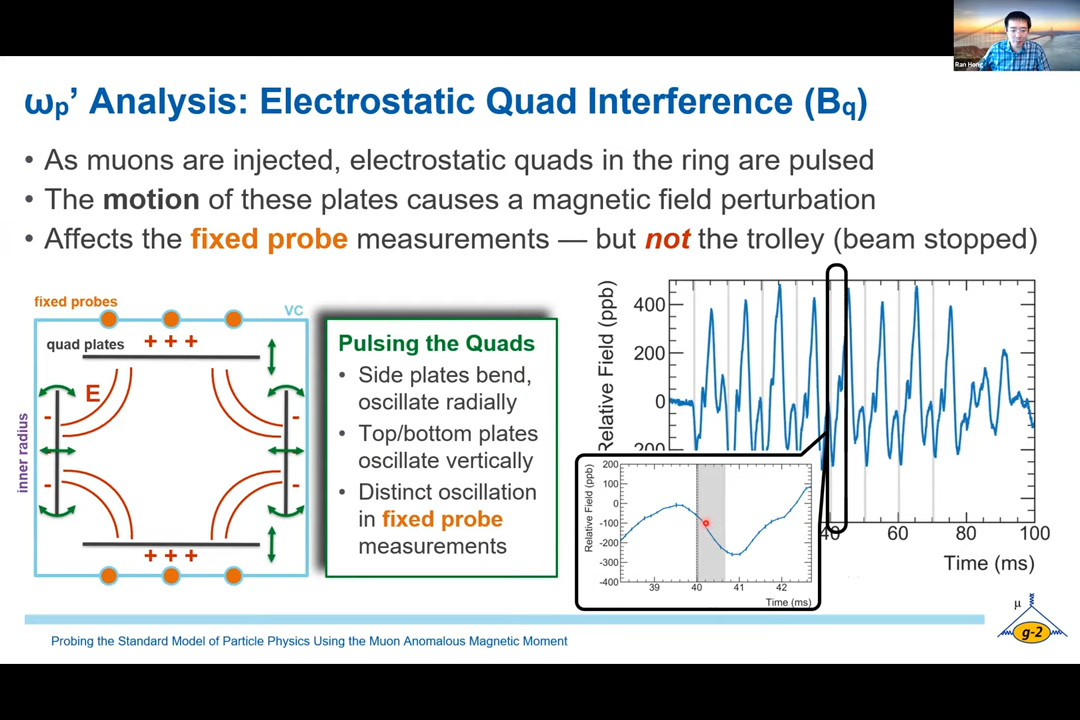 Ran Hong
ωp’ Analysis: Electrostatic Quad Interference (Bq)
• As muons are injected, electrostatic quads in the ring are pulsed
• The motion of these plates causes a magnetic field perturbation
• Affects the fixed probe measurements — but not the trolley (beam stopped)
fixed probes
VC
quad plates
+ + +
E
-
-
-
-
inner radius
+ + +
Pulsing the Quads
• Side plates bend,
oscillate radially
• Top/bottom plates
oscillate vertically
• Distinct oscillation
in fixed probe
measurements
Relative Field (ppb)
400
200
0
200
40
60
80
100
Time (ms)
Relative Field (ppb)
200
100
0
-100
-200
-300
-400
39
40
41
42
Time (ms)
μ
g-2
Probing the Standard Model of Particle Physics Using the Muon Anomalous Magnetic Moment